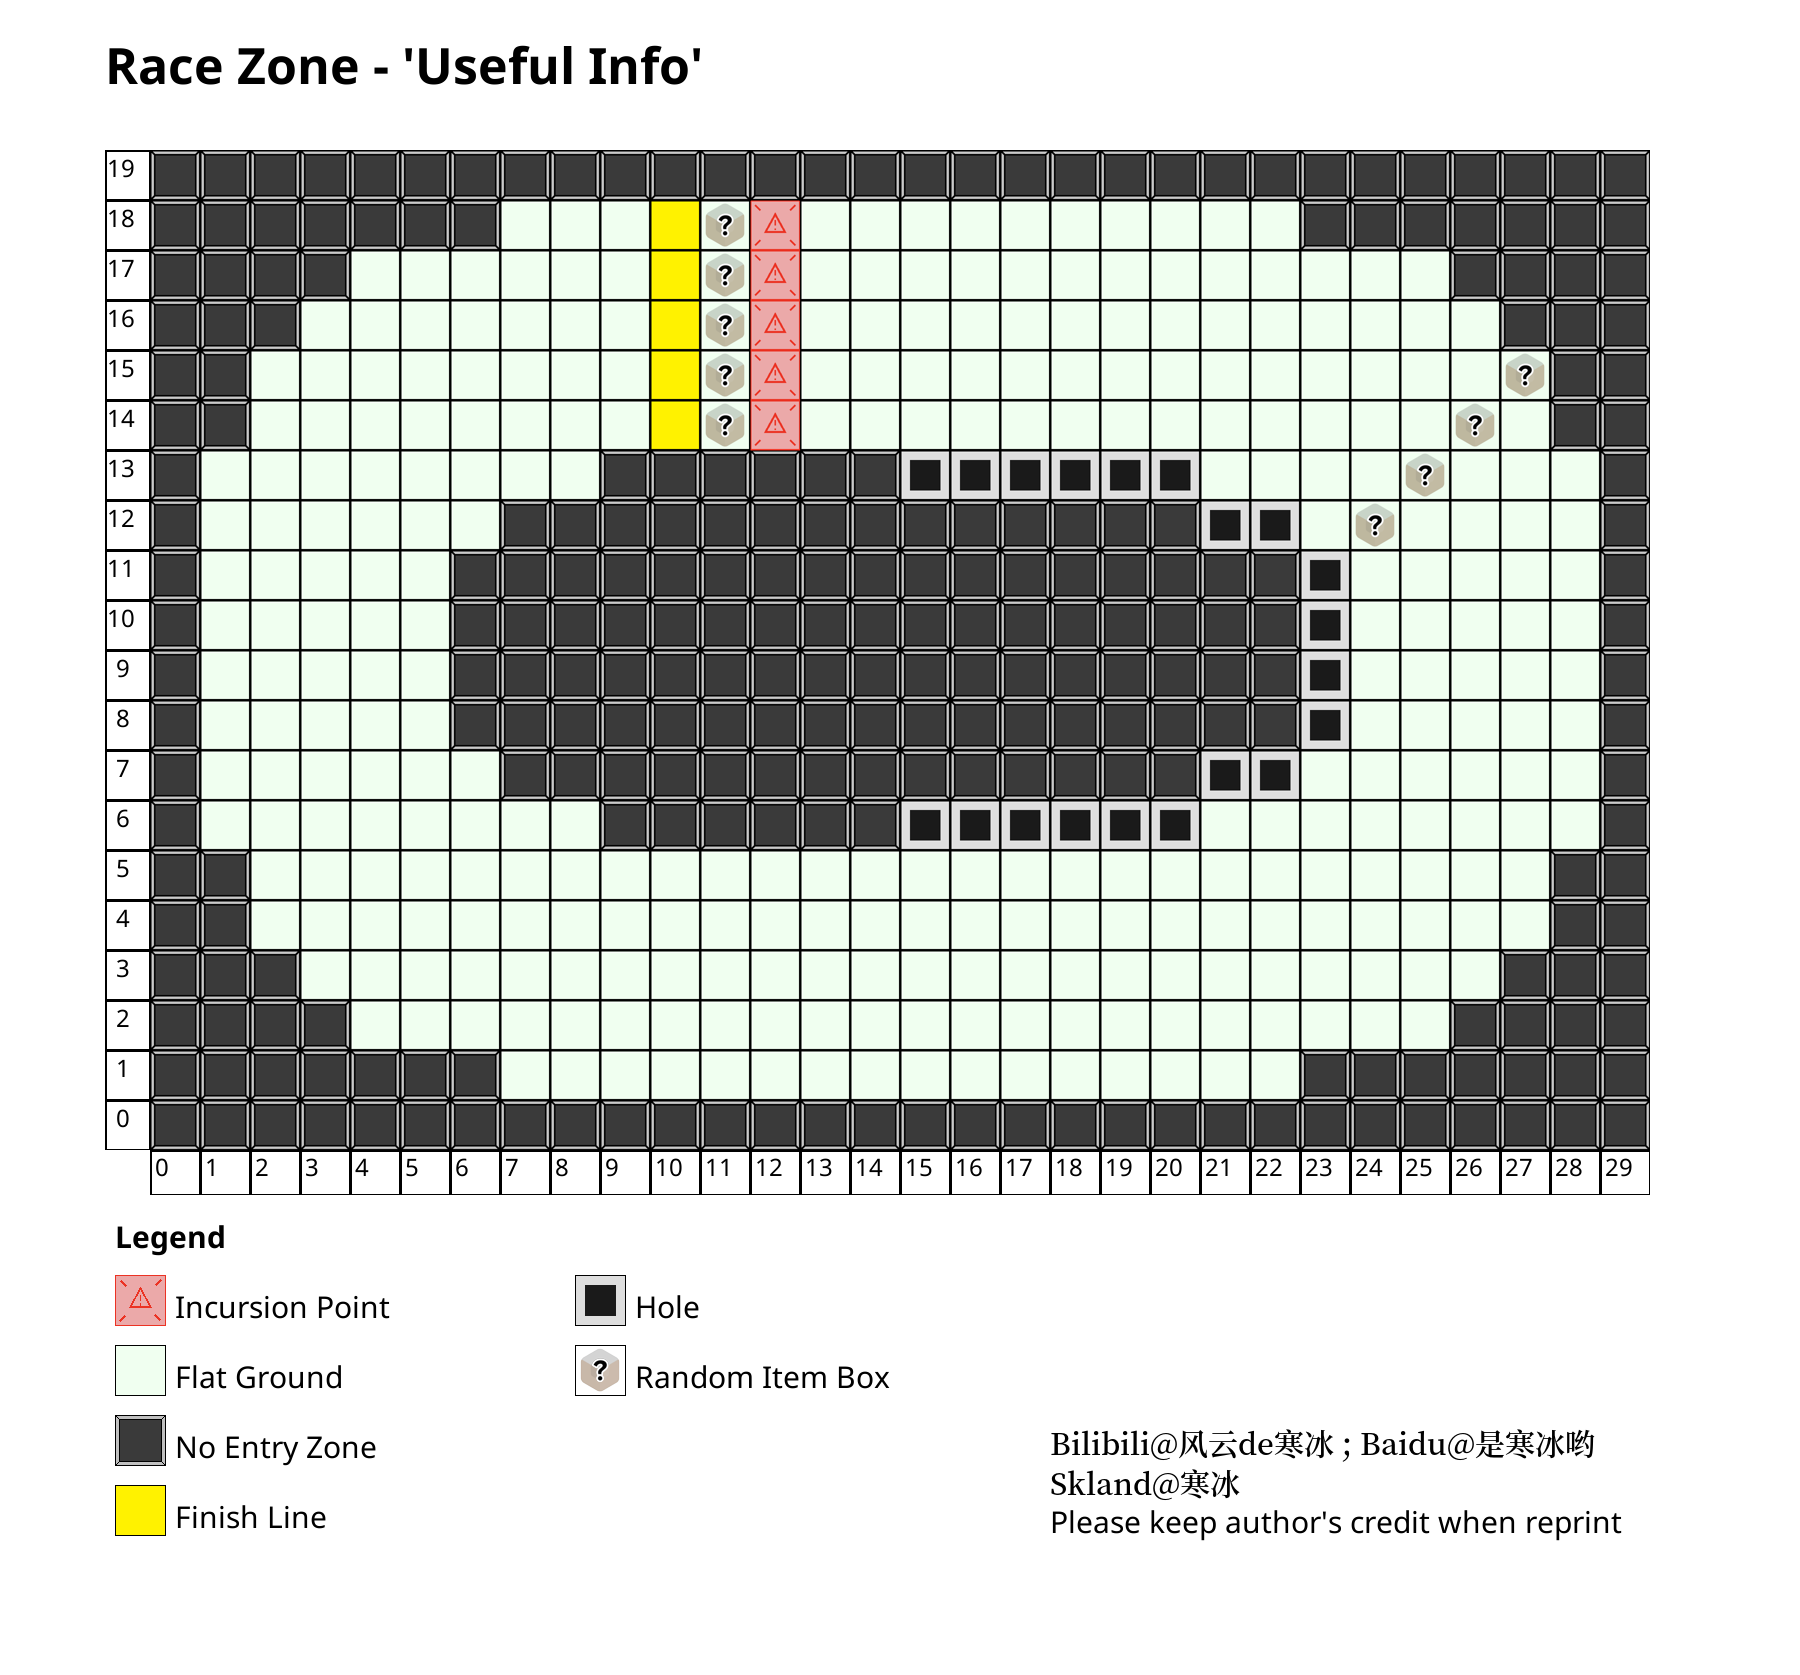 Race Zone - 'Useful Info'
19
18
? 
17
?
16
?
15
? ?
14
? ?
13
?
12
?
11
10
9
8
7
6
5
4
3
2
1
0
0 1 2 3 4 5 6 7 8 9 10 11 12 13 14 15 16 17 18 19 20 21 22 23 24 25 26 27 28 29
Legend
Incursion Point
Hole
Flat Ground
? Random Item Box
No Entry Zone
Finish Line
Bilibili@风云de寒冰 ; Baidu@是寒冰哟
Skland@寒冰
Please keep author's credit when reprint